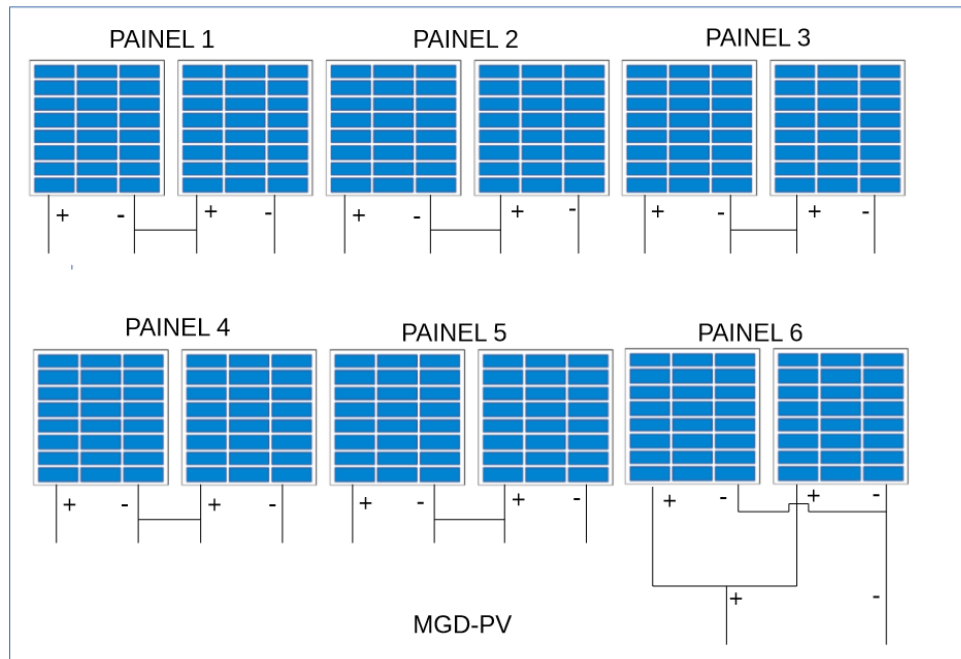 PAINEL 1
PAINEL 2
PAINEL 3
+ - + -
+ - + -
+ - + -
PAINEL 4
PAINEL 5
PAINEL 6
+ - + -
+ - + -
+ - + -
+ -
MGD-PV